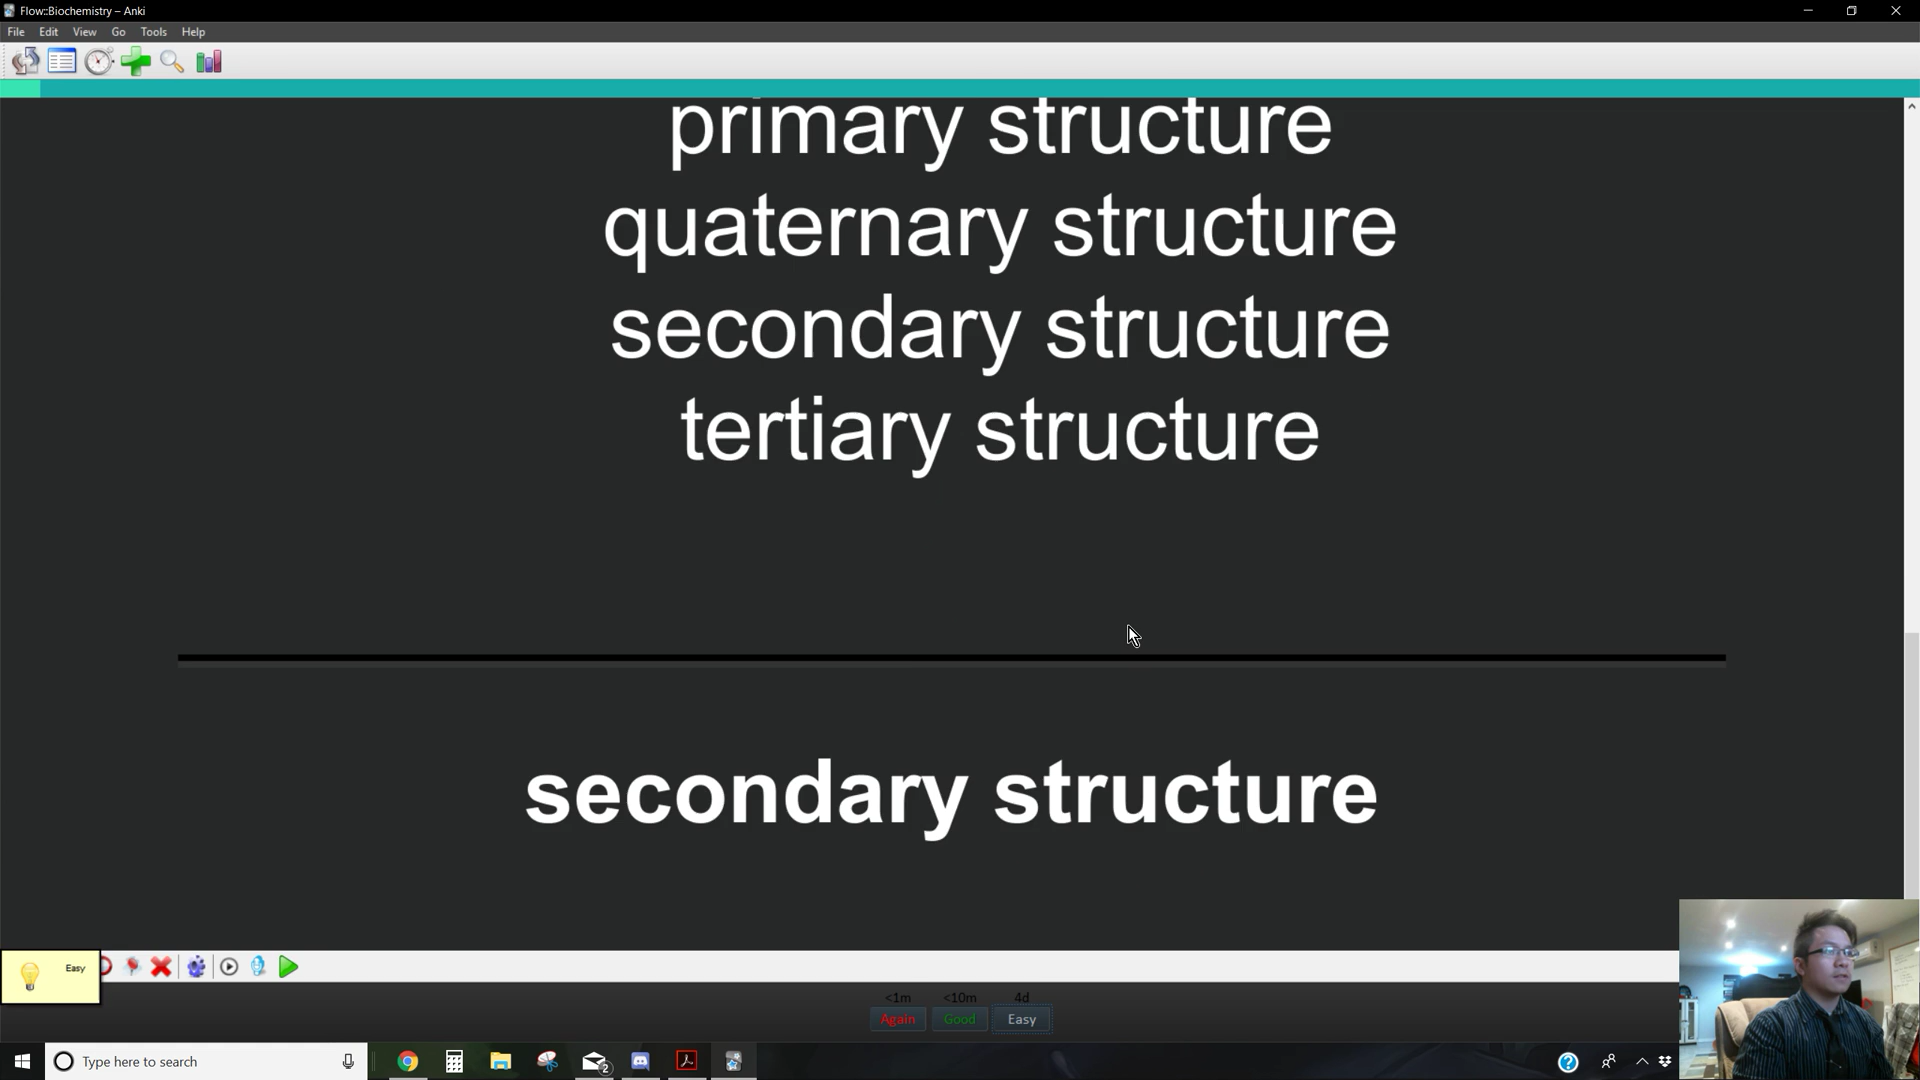 Flow::Biochemistry – Anki
File Edit View Go Tools Help
primary structure
quaternary structure
secondary structure
tertiary structure
secondary structure
Easy
<1m <10m 4d
Again Good Easy
Type here to search
2